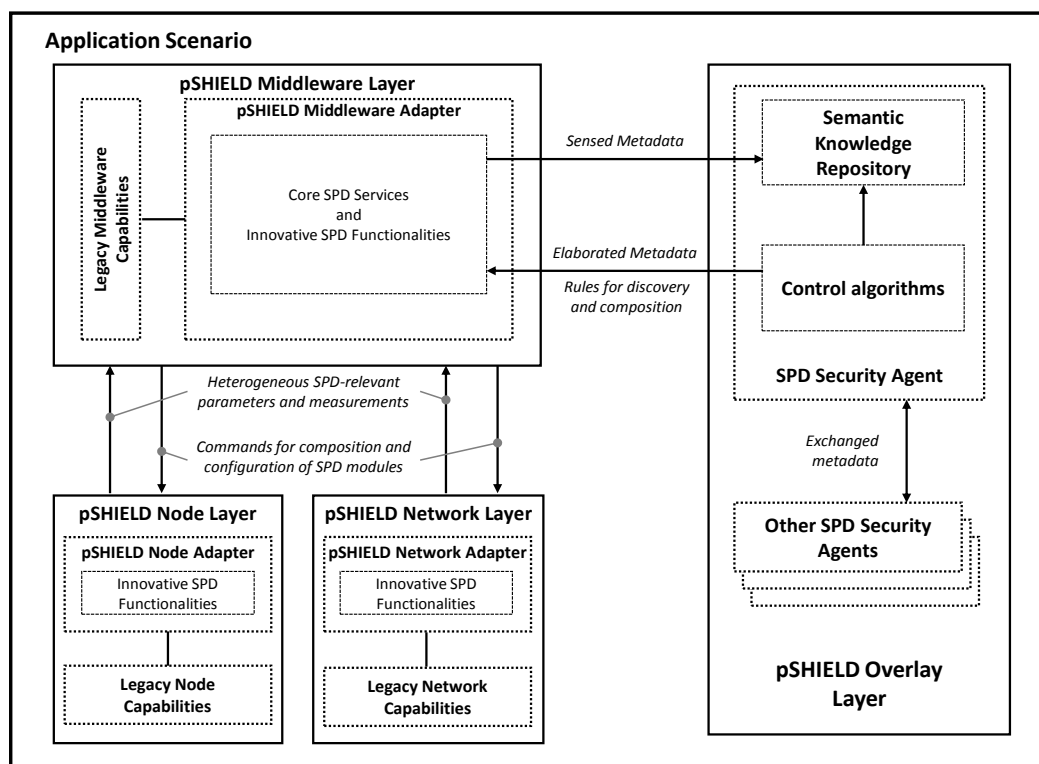 Application Scenario
pSHIELD Middleware Layer
pSHIELD Middleware Adapter
Legacy Middleware
Capabilities
Core SPD Services
and
Innovative SPD Functionalities
Sensed Metadata
Elaborated Metadata
Rules for discovery
and composition
Semantic
Knowledge
Repository
Control algorithms
SPD Security Agent
Heterogeneous SPD-relevant
parameters and measurements
Commands for composition and
configuration of SPD modules
Exchanged
metadata
pSHIELD Node Layer
pSHIELD Node Adapter
Innovative SPD
Functionalities
Legacy Node
Capabilities
pSHIELD Network Layer
pSHIELD Network Adapter
Innovative SPD
Functionalities
Legacy Network
Capabilities
Other SPD Security
Agents
pSHIELD Overlay
Layer